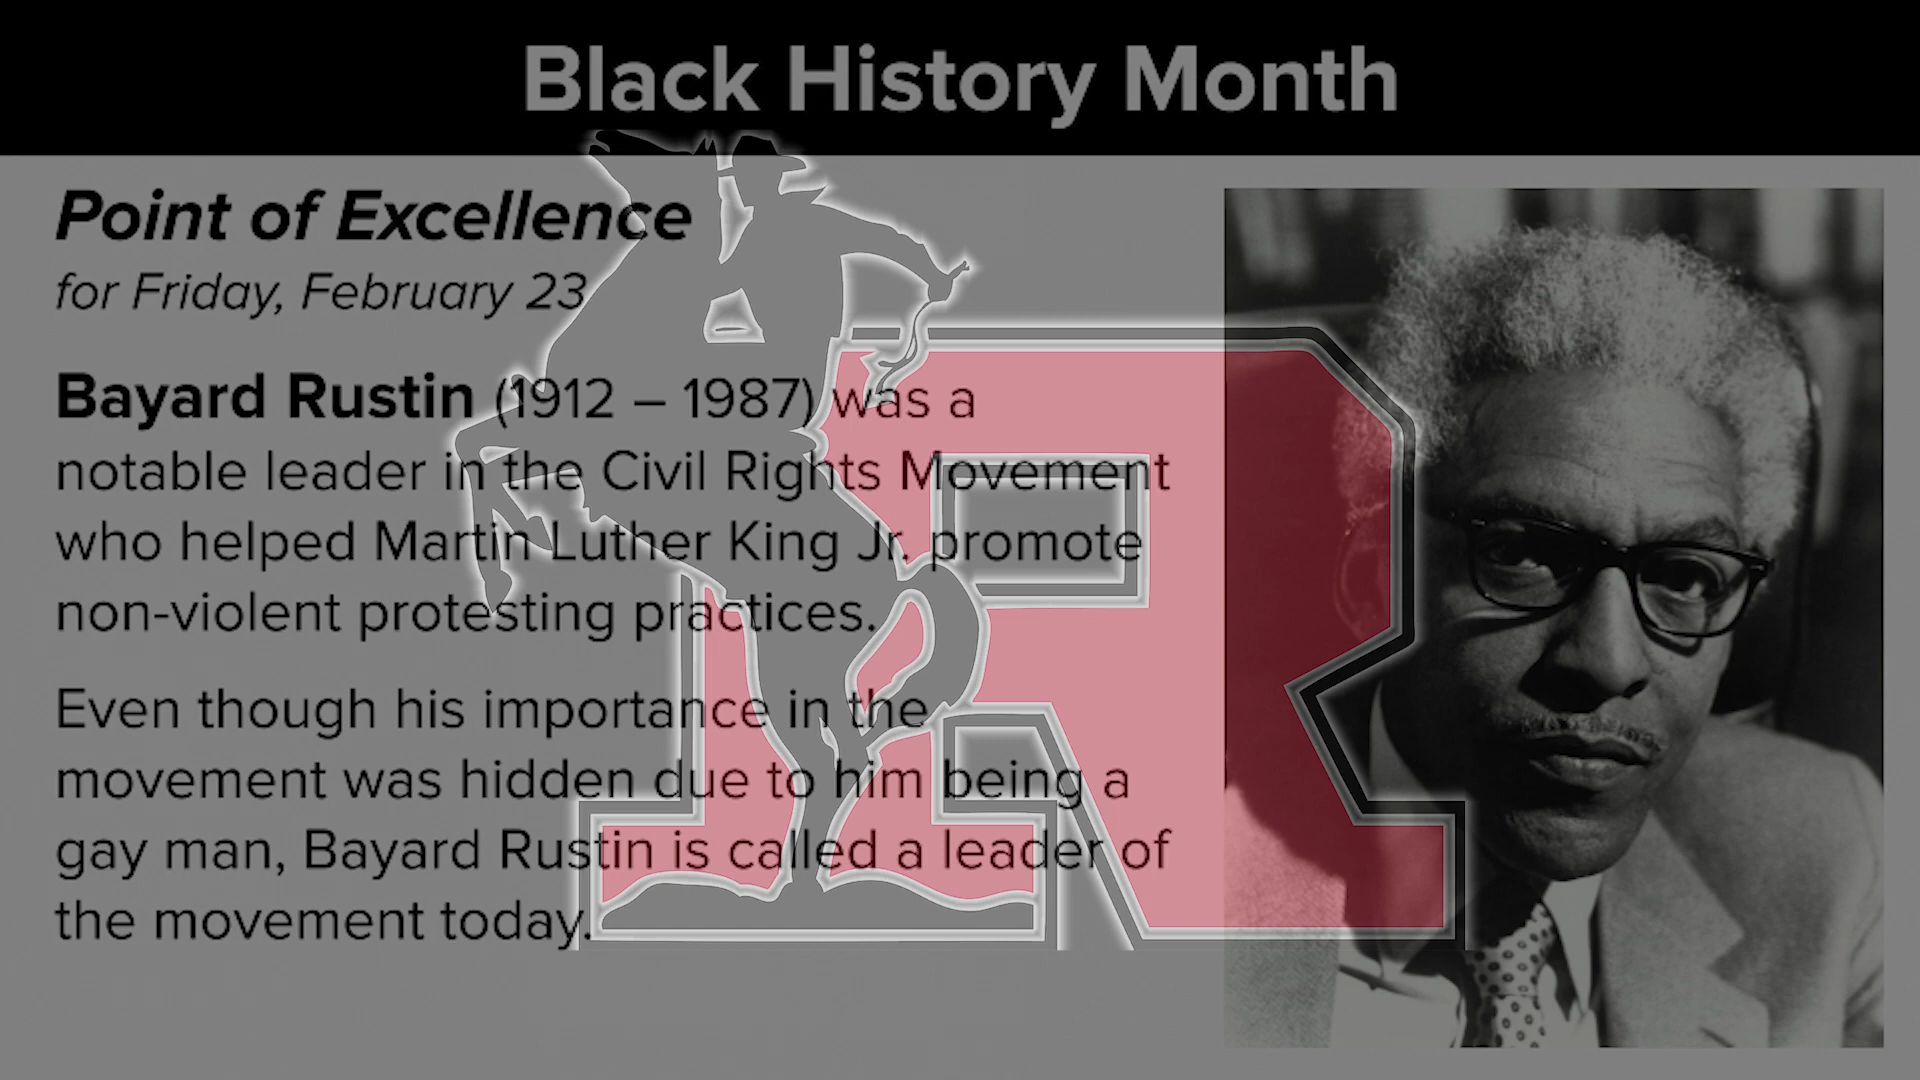 Black History Month
Point of Excellence
for Friday, February 23
Bayard Rustin (1912 – 1987) was a
notable leader in the Civil Rights Movement
who helped Martin Luther King Jr. promote
non-violent protesting practices.
Even though his importance in the
movement was hidden due to him being a
gay man, Bayard Rustin is called a leader of
the movement today.
R